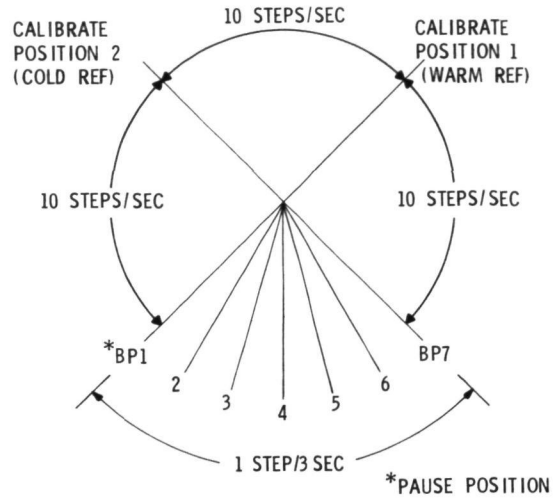 10 STEPS/SEC
CALIBRATE
POSITION 2
(COLD REF)
CALIBRATE
POSITION 1
(WARM REF)
10 STEPS/SEC
10 STEPS/SEC
*BP1
BP7
2
3
4
5
6
1 STEP/3 SEC
*PAUSE POSITION